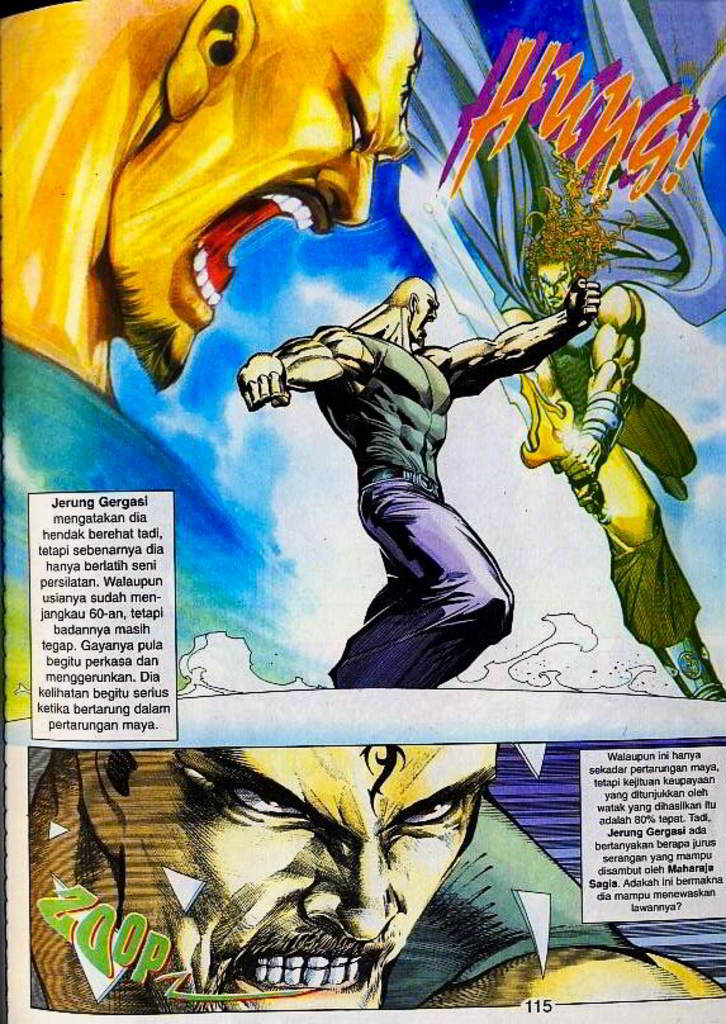 Hung!
Jerung Gergasi
mengatakan dia
hendak berehat tadi,
tetapi sebenarnya dia
hanya berlatih seni
persilatan. Walaupun
usianya sudah men-
jangkau 60-an, tetapi
badannya masih
tegap. Gayanya pula
begitu perkasa dan
menggerunkan. Dia
kelihatan begitu serius
ketika bertarung dalam
pertarungan maya.
Walaupun ini hanya
sekadar pertarungan maya,
tetapi kejituan keupayaan
yang ditunjukkan oleh
watak yang dihasilkan itu
adalah 80% tepat. Tadi,
Jerung Gergasi ada
bertanyakan berapa jurus
serangan yang mampu
disambut oleh Maharaja
Sagia. Adakah ini bermakna
dia mampu menewaskan
lawannya?
ZOOP
115